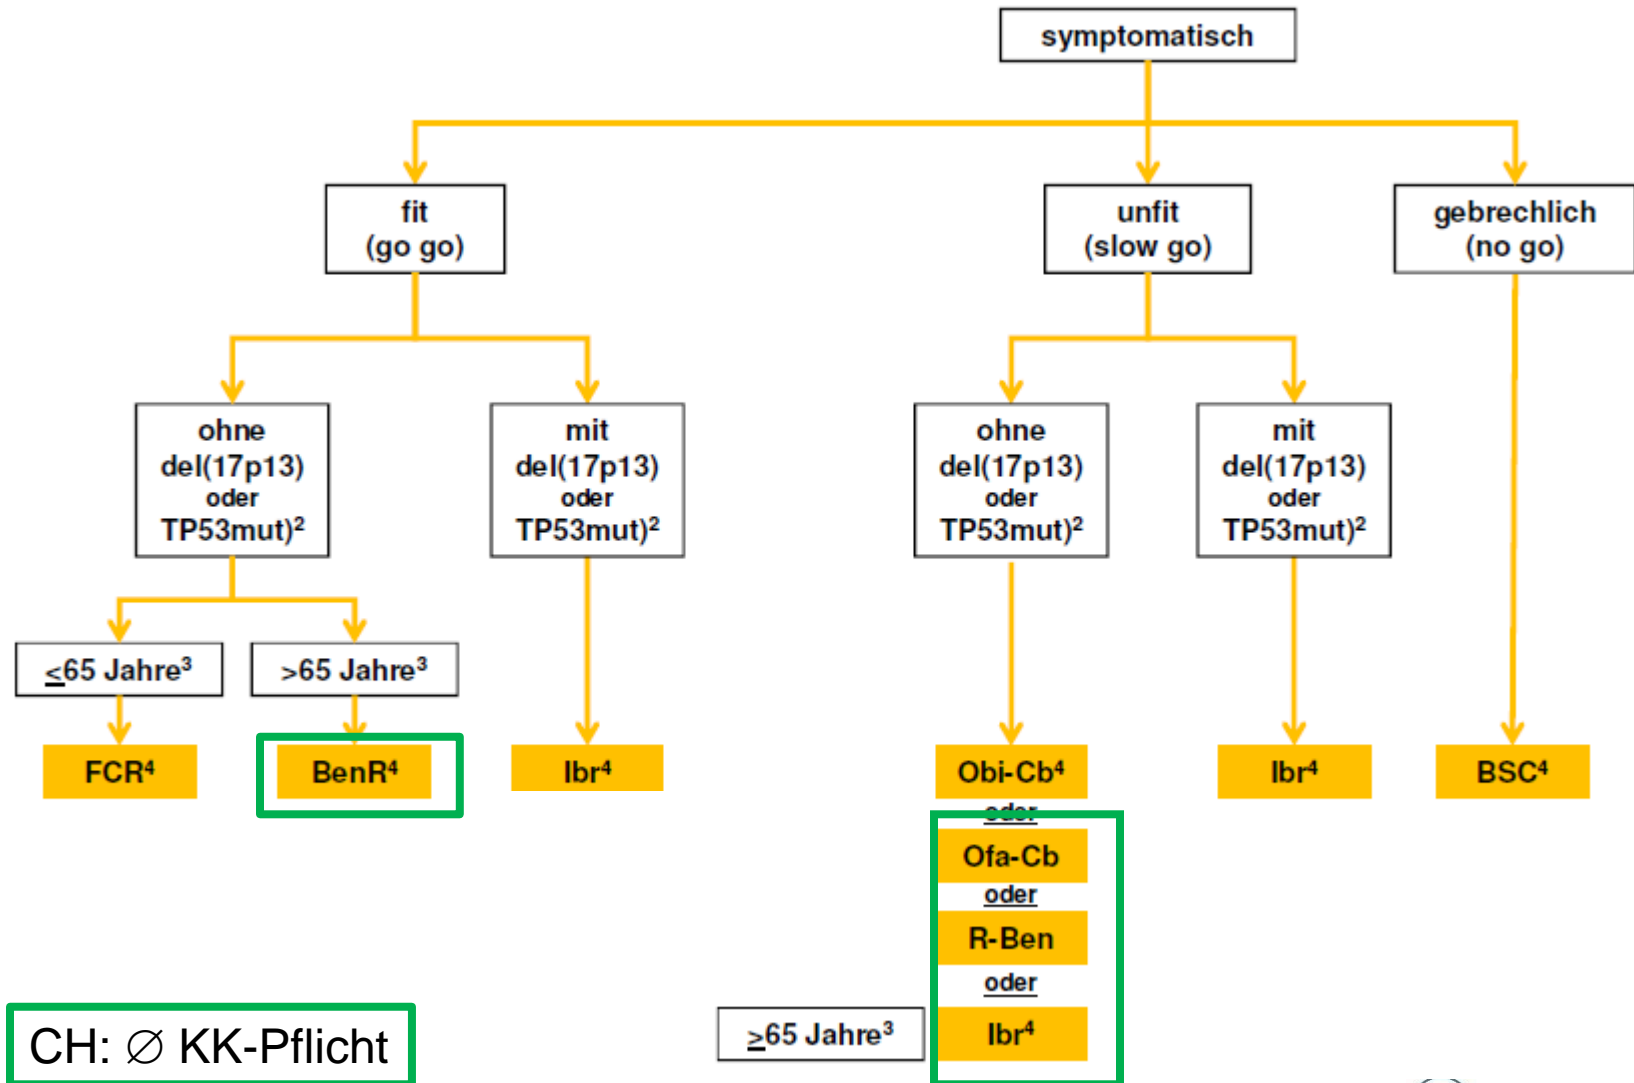 symptomatisch
fit
(go go)
unfit
(slow go)
gebrechlich
(no go)
ohne
del(17p13)
oder
TP53mut)²
mit
del(17p13)
oder
TP53mut)²
ohne
del(17p13)
oder
TP53mut)²
mit
del(17p13)
oder
TP53mut)²
≤65 Jahre³
>65 Jahre³
FCR⁴
BenR⁴
Ibr⁴
Obi-Cb⁴
Ibr⁴
BSC⁴
oder
Ofa-Cb
oder
R-Ben
oder
≥65 Jahre³
Ibr⁴
CH: ∅ KK-Pflicht